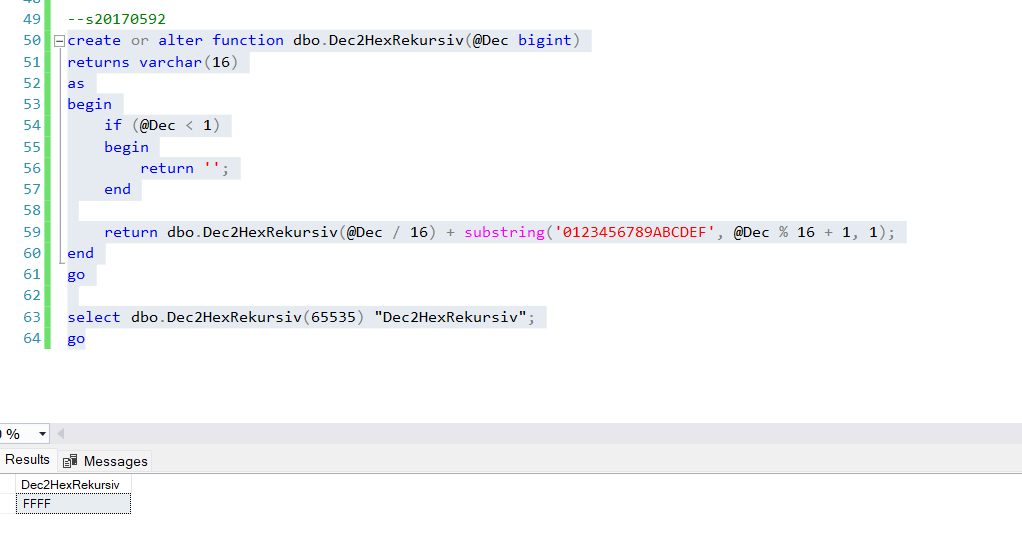 49 --s20170592
50 create or alter function dbo.Dec2HexRekursiv(@Dec bigint)
51 returns varchar(16)
52 as
53 begin
54 if (@Dec < 1)
55 begin
56 return '';
57 end
58
59 return dbo.Dec2HexRekursiv(@Dec / 16) + substring('0123456789ABCDEF', @Dec % 16 + 1, 1);
60 end
61 go
62
63 select dbo.Dec2HexRekursiv(65535) "Dec2HexRekursiv";
64 go
%
Results Messages
Dec2HexRekursiv
FFFF